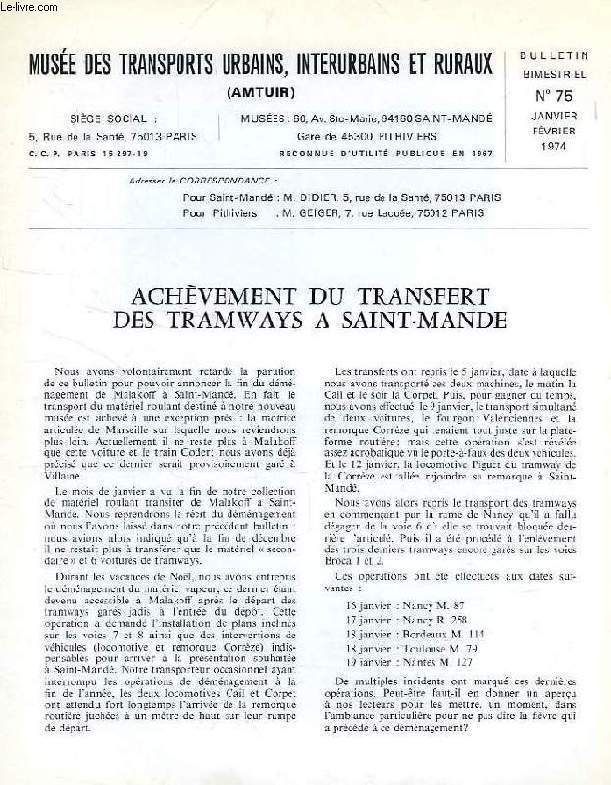 Le-livre.com
MUSÉE DES TRANSPORTS URBAINS, INTERURBAINS ET RURAUX
(AMTUIR)
SIÈGE SOCIAL :
5, Rue de la Santé, 75013 PARIS
C.C.P. PARIS 15 297-19
MUSÉES : 60, Av. Ste-Marie, 94160 SAINT-MANDÉ
Gare de 45300 PITHIVIERS
RECONNUE D'UTILITÉ PUBLIQUE EN 1967
BULLETIN
BIMESTRIEL
N° 75
JANVIER
FÉVRIER
1974
Adresser la CORRESPONDANCE :
Pour Saint-Mandé : M. DIDIER, 5, rue de la Santé, 75013 PARIS
Pour Pithiviers : M. GEIGER, 7, rue Lacuée, 75012 PARIS
ACHÈVEMENT DU TRANSFERT
DES TRAMWAYS A SAINT-MANDE
Nous avons volontairement retardé la parution
de ce bulletin pour pouvoir annoncer la fin du démé-
nagement de Malakoff à Saint-Mandé. En fait le
transport du matériel roulant destiné à notre nouveau
musée est achevé à une exception près : la motrice
articulée de Marseille sur laquelle nous reviendrons
plus loin. Actuellement il ne reste plus à Malakoff
que cette voiture et le train Coder; nous avons déjà
précisé que ce dernier serait provisoirement garé à
Villaine.
Le mois de janvier a vu la fin de notre collection
de matériel roulant transiter de Malakoff à Saint-
Mandé. Nous reprendrons le récit du déménagement
où nous l'avons laissé dans notre précédent bulletin :
nous avions alors indiqué qu'à la fin de décembre
il ne restait plus à transférer que le matériel « secon-
daire » et 6 voitures de tramways.
Durant les vacances de Noël, nous avons entrepris
le déménagement du matériel vapeur, ce dernier étant
devenu accessible à Malakoff après le départ des
tramways garés jadis à l'entrée du dépôt. Cette
opération a demandé l'installation de plans inclinés
sur les voies 7 et 8 ainsi que des interventions de
véhicules (locomotive et remorque Corrèze) indis-
pensables pour arriver à la présentation souhaitée
à Saint-Mandé. Notre transporteur occasionnel ayant
interrompu les opérations de déménagement à la
fin de l'année, les deux locomotives Cail et Corpet
ont attendu fort longtemps l'arrivée de la remorque
routière juchées à un mètre de haut sur leur rampe
de départ.
Les transferts ont repris le 5 janvier, date à laquelle
nous avons transporté ces deux machines, le matin la
Cail et le soir la Corpet. Puis, pour gagner du temps,
nous avons effectué le 9 janvier, le transport simultané
de deux voitures, le fourgon Valenciennes et la
remorque Corrèze qui tenaient tout juste sur la plate-
forme routière; mais cette opération s'est révélée
assez acrobatique vu le porte-à-faux des deux véhicules.
Et le 12 janvier, la locomotive Piguet du tramway de
la Corrèze est allée rejoindre sa remorque à Saint-
Mandé.
Nous avons alors repris le transport des tramways
en commençant par la rame de Nancy qu'il a fallu
dégager de la voie 6 où elle se trouvait bloquée der-
rière l'articulé. Puis il a été procédé à l'enlèvement
des trois derniers tramways encore garés sur les voies
Broca 1 et 2.
Ces opérations ont été effectuées aux dates sui-
vantes :
16 janvier : Nancy M. 87
17 janvier : Nancy R. 258
18 janvier : Bordeaux M. 114
18 janvier : Toulouse M. 79
19 janvier : Nantes M. 127
De multiples incidents ont marqué ces dernières
opérations. Peut-être faut-il en donner un aperçu
à nos lecteurs pour les mettre, un moment, dans
l'ambiance particulière pour ne pas dire la fièvre qui
a précédé à ce déménagement?